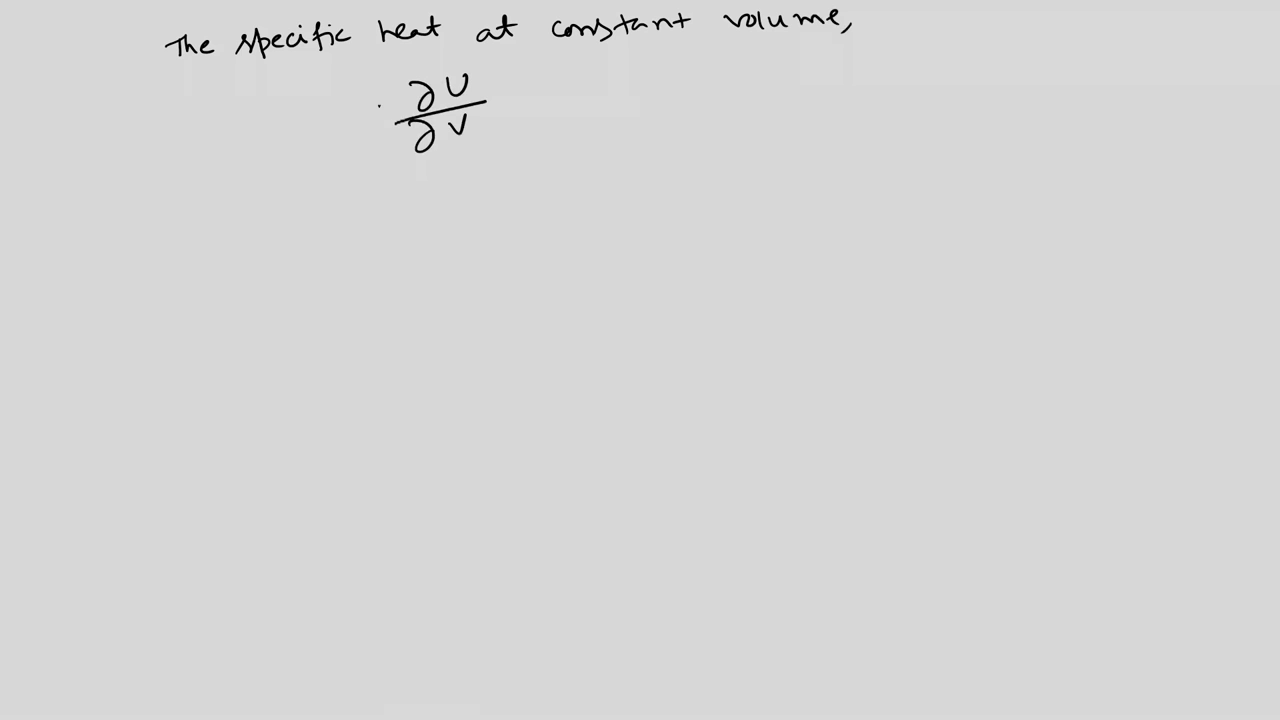 The specific heat at constant volume,
∂U
∂V